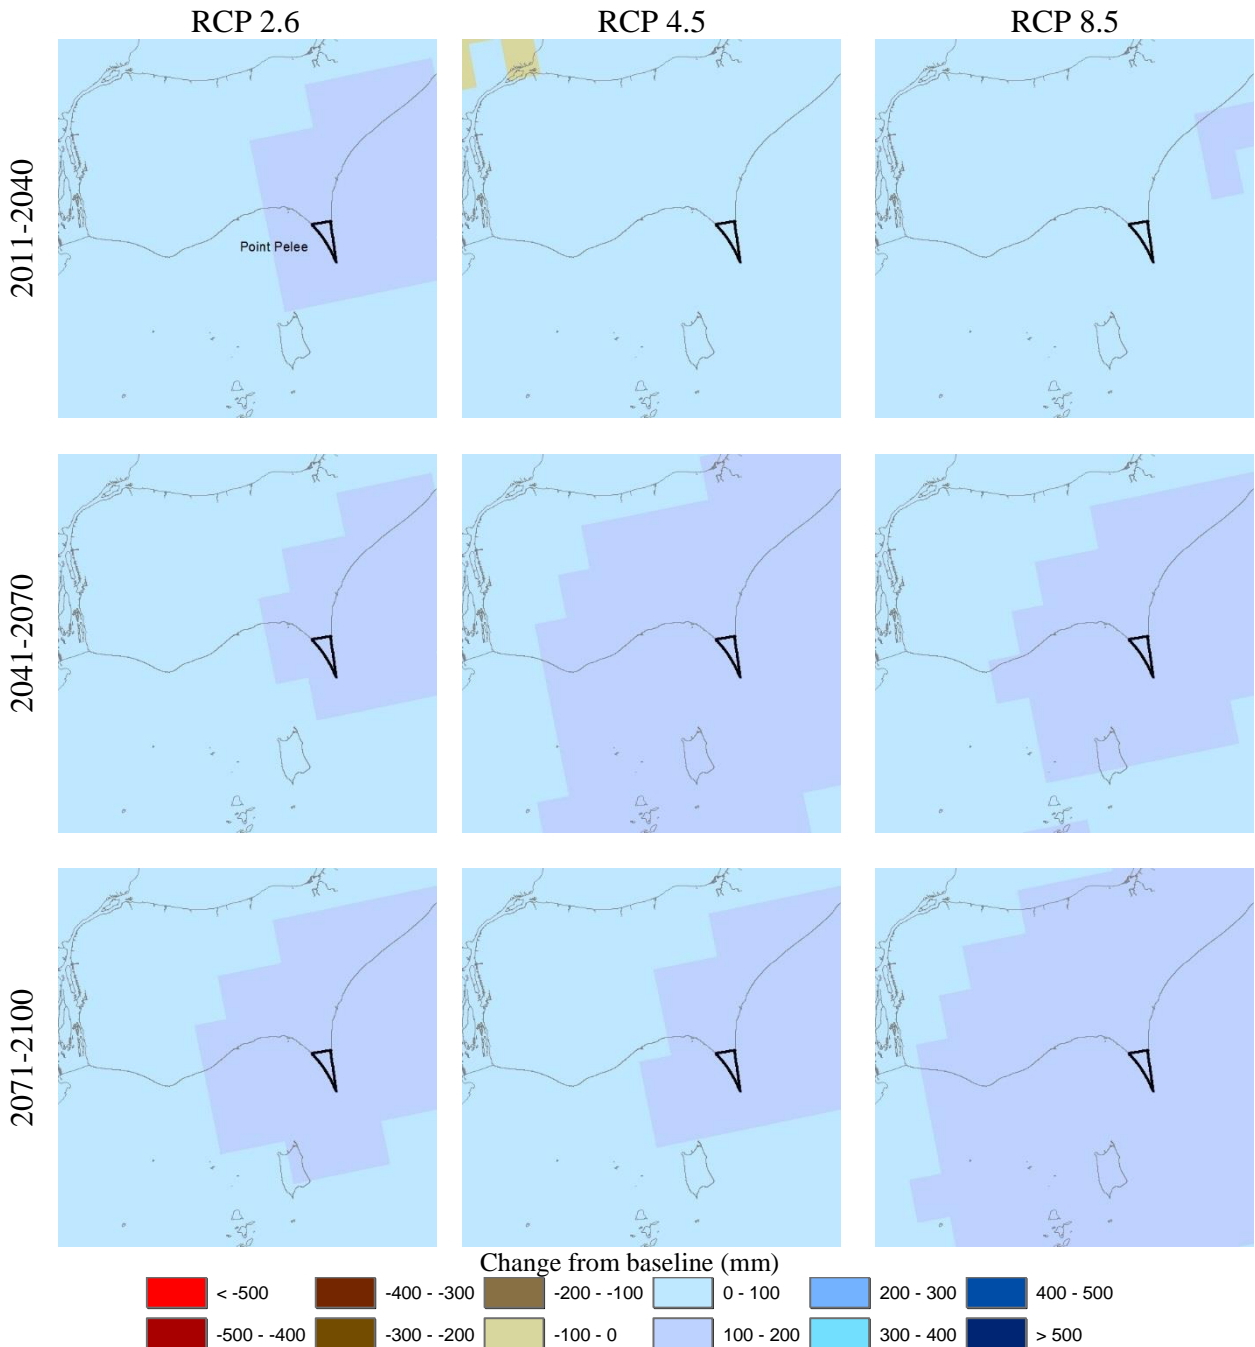 RCP 2.6 RCP 4.5 RCP 8.5
2011-2040
Point Pelee
2041-2070
2071-2100
Change from baseline (mm)
< -500 -400 - -300 -200 - -100 0 - 100 200 - 300 400 - 500
-500 - -400 -300 - -200 -100 - 0 100 - 200 300 - 400 > 500